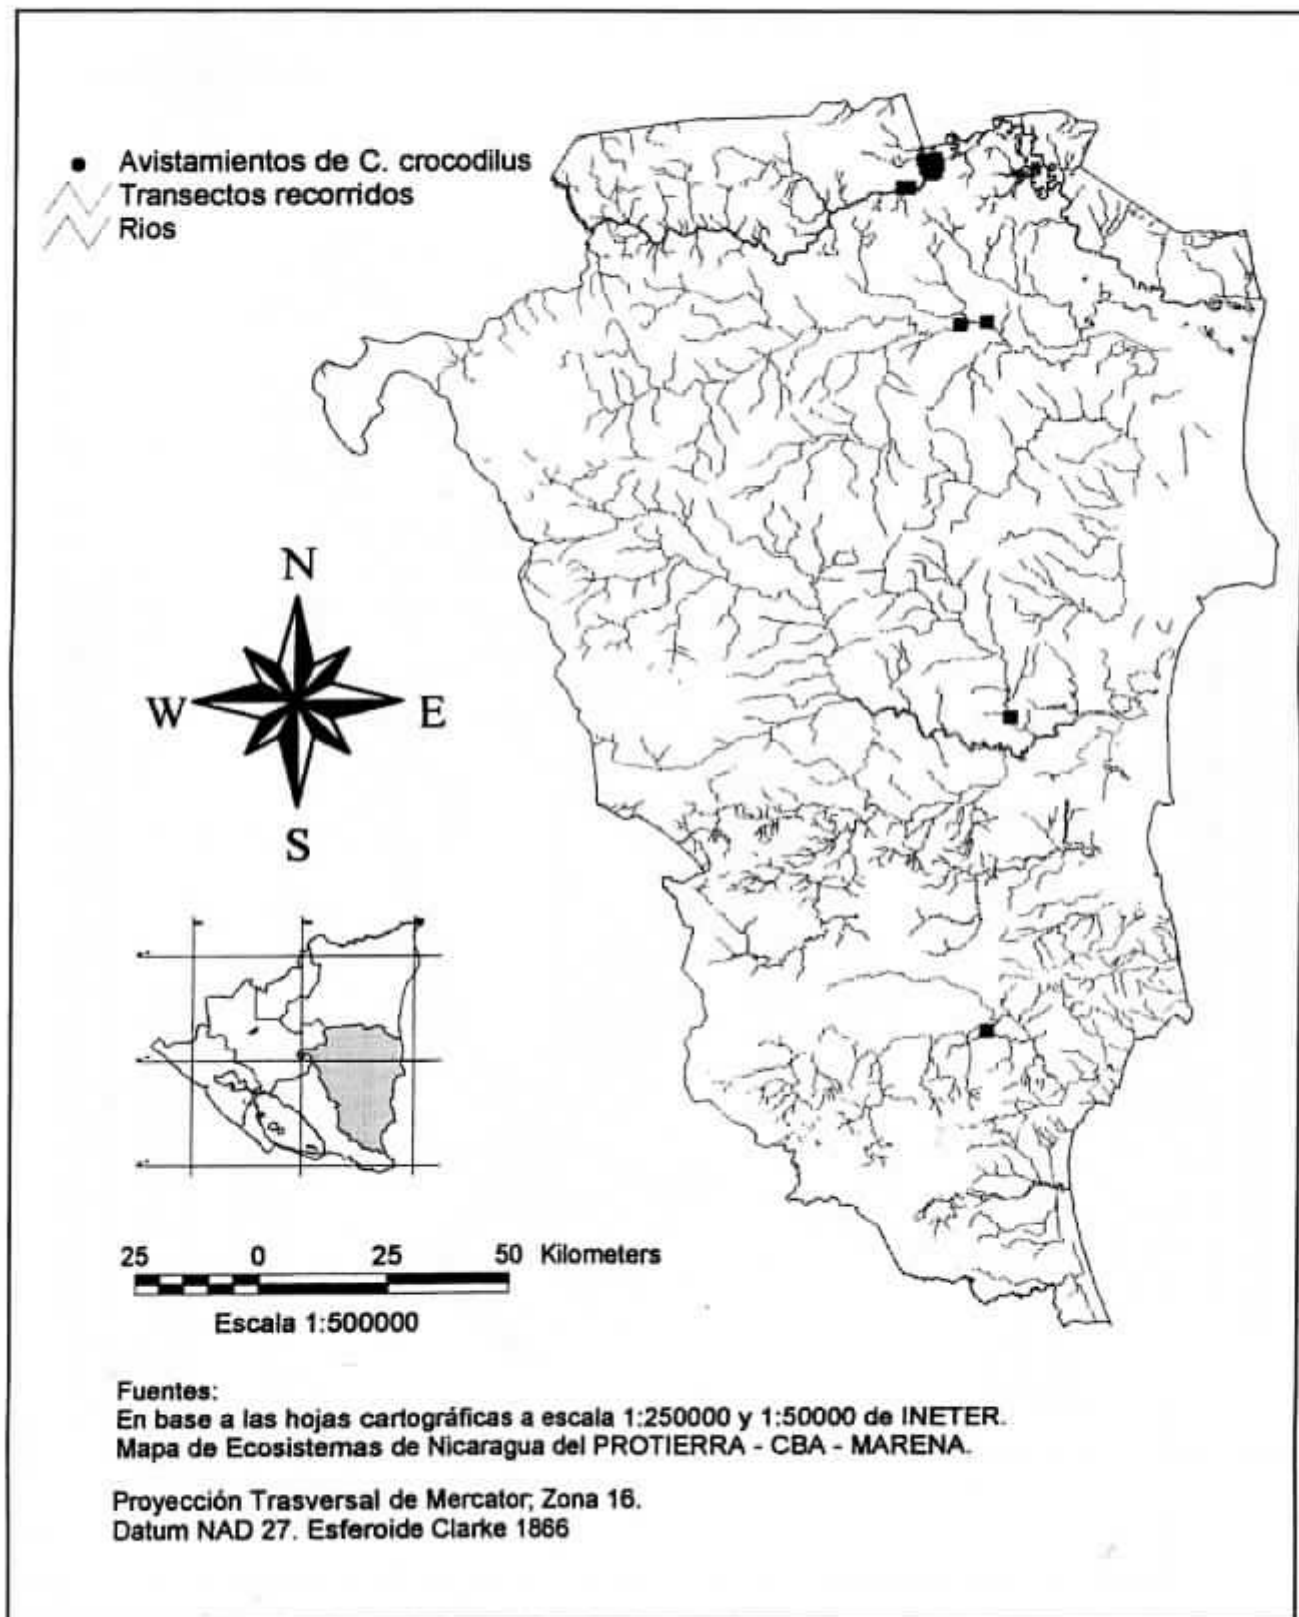 Avistamientos de C. crocodilus
Transectos recorridos
Rios
N
W
E
S
25 0 25 50 Kilometers
Escala 1:500000
Fuentes:
En base a las hojas cartográficas a escala 1:250000 y 1:50000 de INETER.
Mapa de Ecosistemas de Nicaragua del PROTIERRA - CBA - MARENA.
Proyección Trasversal de Mercator; Zona 16.
Datum NAD 27. Esferoide Clarke 1866